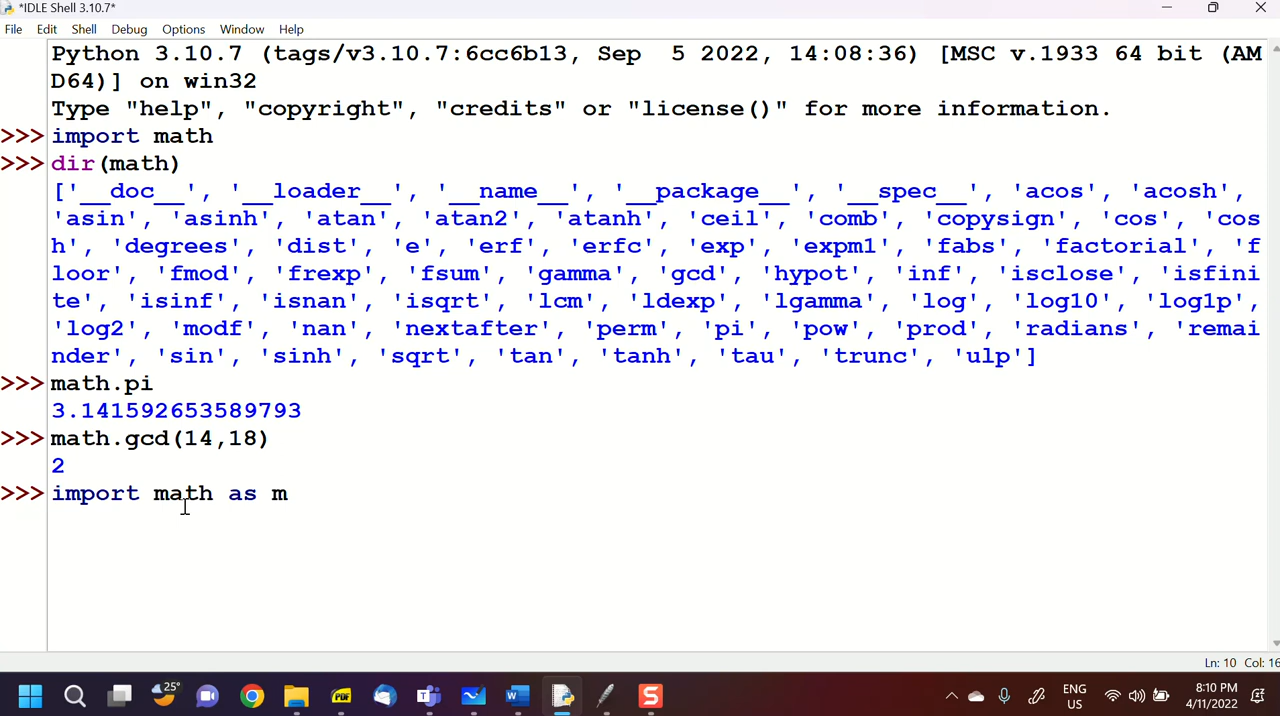 *IDLE Shell 3.10.7*
File Edit Shell Debug Options Window Help
Python 3.10.7 (tags/v3.10.7:6cc6b13, Sep  5 2022, 14:08:36) [MSC v.1933 64 bit (AM
D64)] on win32
Type "help", "copyright", "credits" or "license()" for more information.
>>> import math
>>> dir(math)
['__doc__', '__loader__', '__name__', '__package__', '__spec__', 'acos', 'acosh',
'asin', 'asinh', 'atan', 'atan2', 'atanh', 'ceil', 'comb', 'copysign', 'cos', 'cos
h', 'degrees', 'dist', 'e', 'erf', 'erfc', 'exp', 'expm1', 'fabs', 'factorial', 'f
loor', 'fmod', 'frexp', 'fsum', 'gamma', 'gcd', 'hypot', 'inf', 'isclose', 'isfini
te', 'isinf', 'isnan', 'isqrt', 'lcm', 'ldexp', 'lgamma', 'log', 'log10', 'log1p',
'log2', 'modf', 'nan', 'nextafter', 'perm', 'pi', 'pow', 'prod', 'radians', 'remai
nder', 'sin', 'sinh', 'sqrt', 'tan', 'tanh', 'tau', 'trunc', 'ulp']
>>> math.pi
3.141592653589793
>>> math.gcd(14,18)
2
>>> import math as m
Ln: 10 Col: 16
25°
PDF
ENG
US
8:10 PM
4/11/2022